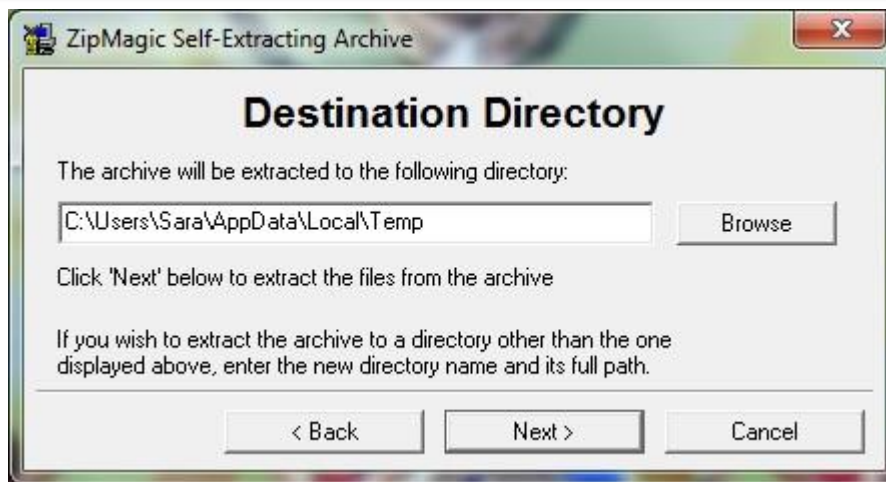 ZipMagic Self-Extracting Archive
Destination Directory
The archive will be extracted to the following directory:
C:\Users\Sara\AppData\Local\Temp
Browse
Click 'Next' below to extract the files from the archive
If you wish to extract the archive to a directory other than the one
displayed above, enter the new directory name and its full path.
< Back
Next >
Cancel